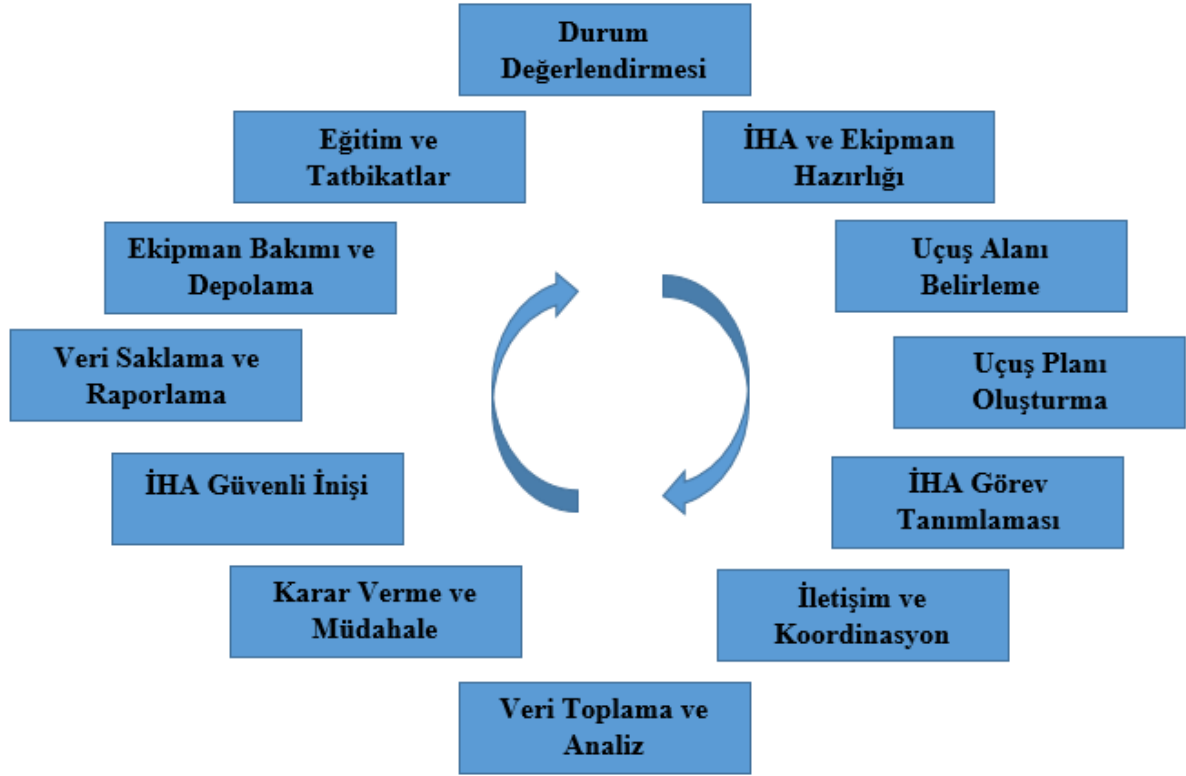 Durum
Değerlendirmesi
İHA ve Ekipman
Hazırlığı
Uçuş Alanı
Belirleme
Uçuş Planı
Oluşturma
İHA Görev
Tanımlaması
İletişim ve
Koordinasyon
Veri Toplama ve
Analiz
Karar Verme ve
Müdahale
İHA Güvenli İnişi
Veri Saklama ve
Raporlama
Ekipman Bakımı ve
Depolama
Eğitim ve
Tatbikatlar